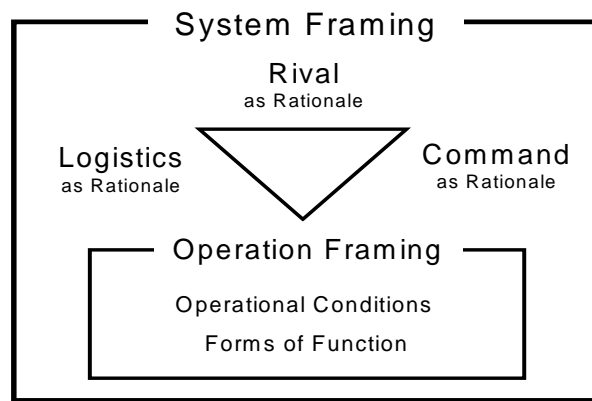 System Framing
Rival
as Rationale
Logistics
as Rationale
Command
as Rationale
Operation Framing
Operational Conditions
Forms of Function